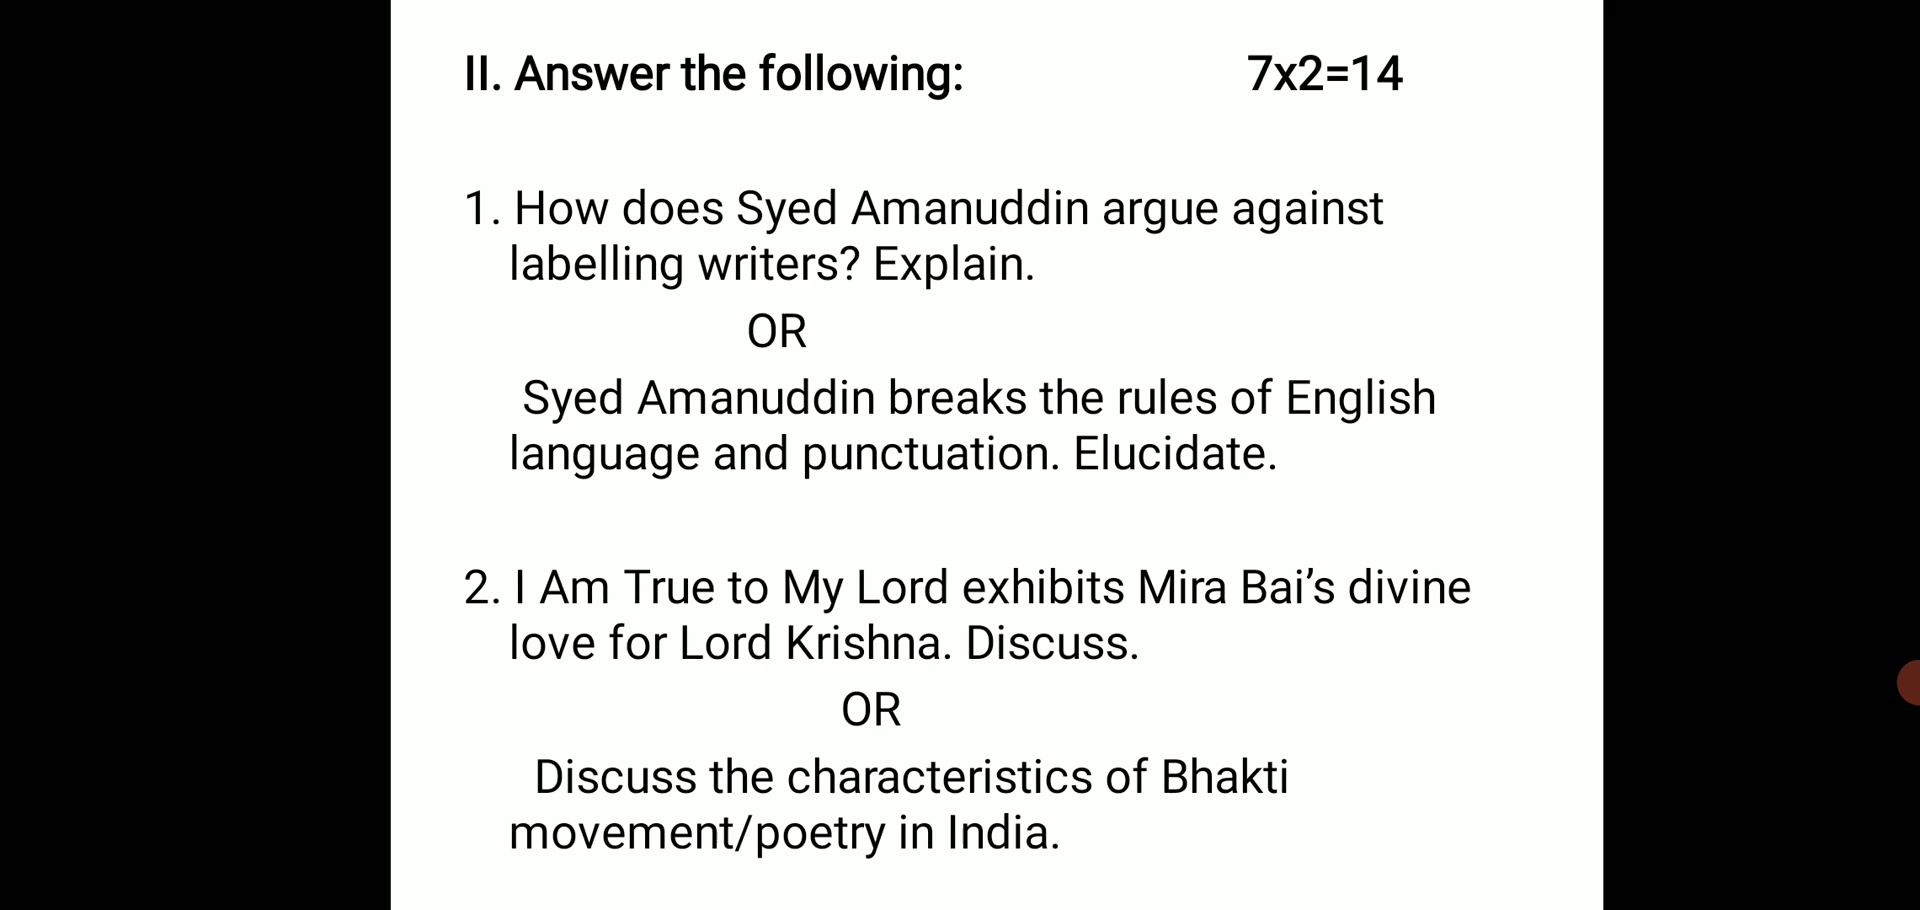 II. Answer the following: 7x2=14
1. How does Syed Amanuddin argue against
labelling writers? Explain.
OR
Syed Amanuddin breaks the rules of English
language and punctuation. Elucidate.
2. I Am True to My Lord exhibits Mira Bai’s divine
love for Lord Krishna. Discuss.
OR
Discuss the characteristics of Bhakti
movement/poetry in India.